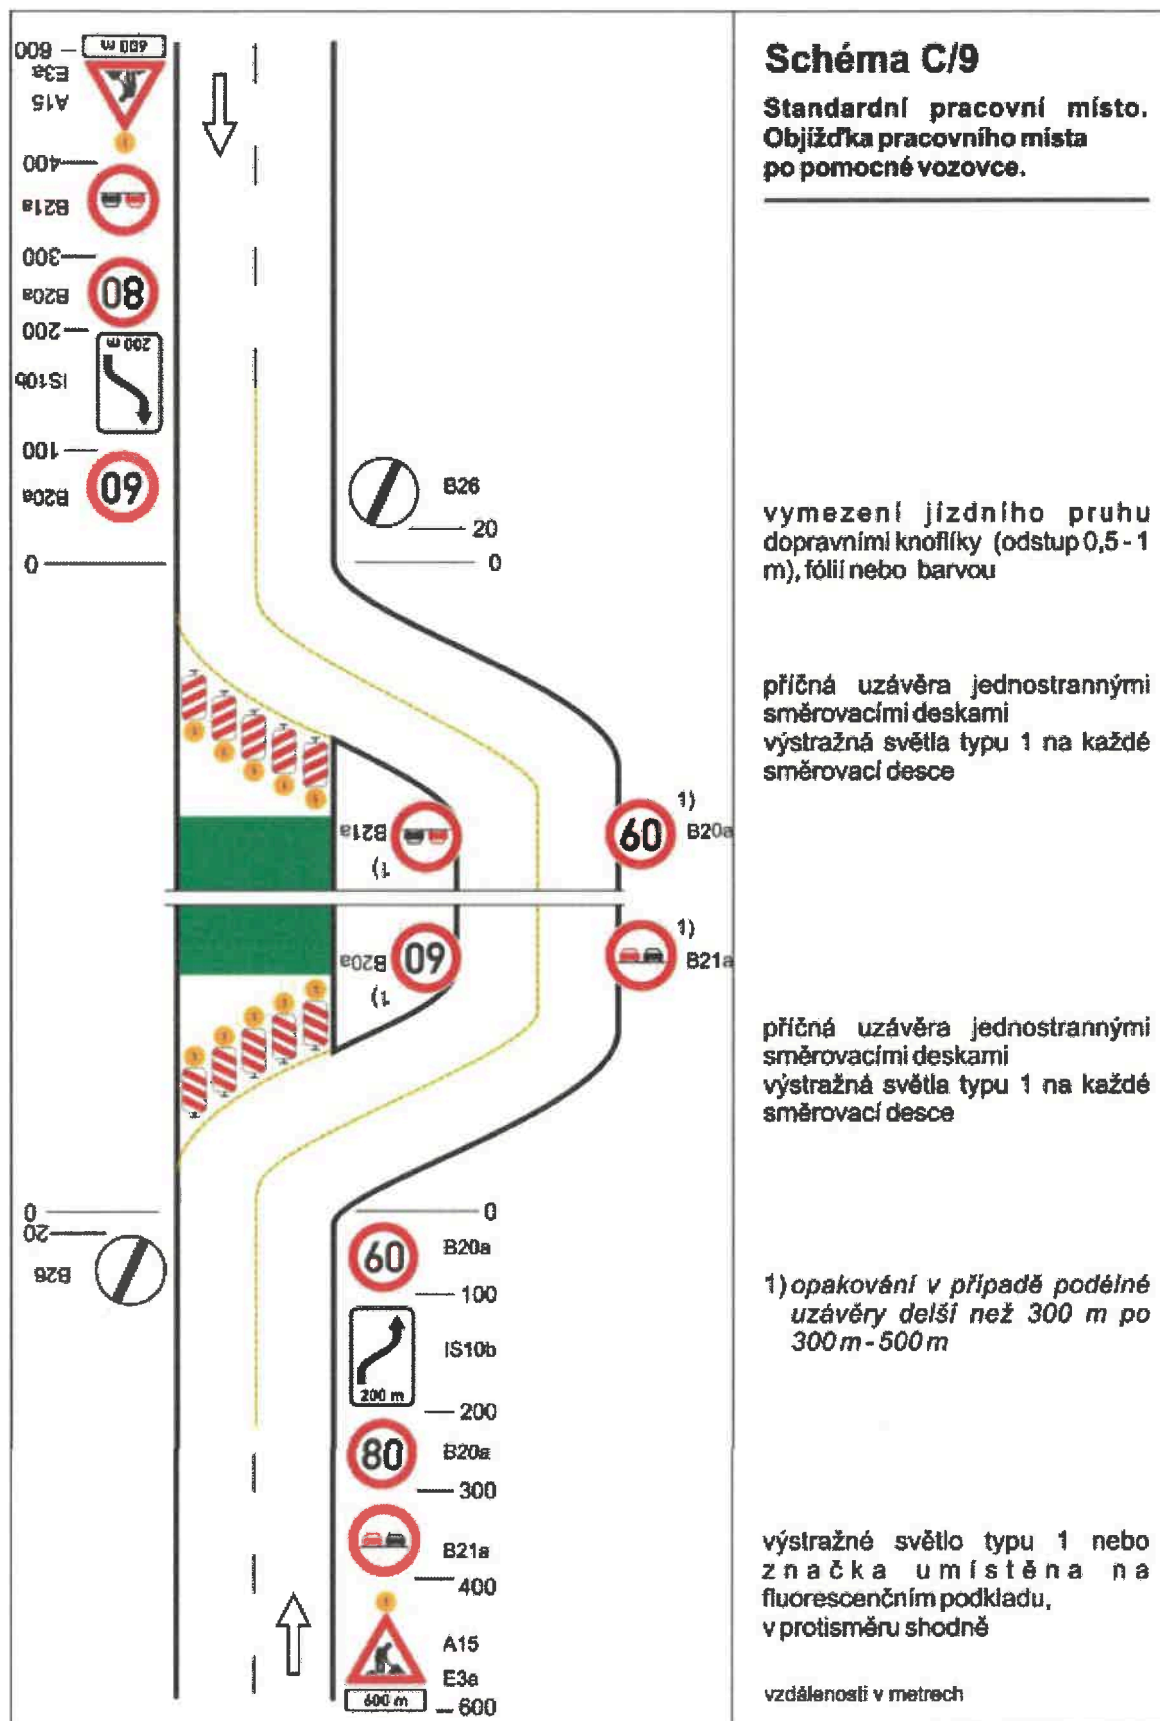 Schéma C/9
Standardní pracovní místo.
Objížďka pracovního místa
po pomocné vozovce.
600
600 m
E3a
A15
400
B21a
300
B20a
80
200
200 m
IS10b
100
B20a
60
0
B26
20
0
vymezení jízdního pruhu
dopravními knoflíky (odstup 0,5 - 1
m), fólií nebo barvou
příčná uzávěra jednostrannými
směrovacími deskami
výstražná světla typu 1 na každé
směrovací desce
B21a
1)
60
1)
B20a
B20a
1)
60
1)
B21a
příčná uzávěra jednostrannými
směrovacími deskami
výstražná světla typu 1 na každé
směrovací desce
0
20
B26
0
60
B20a
100
IS10b
200 m
200
80
B20a
300
B21a
400
A15
E3a
600 m
600
1) opakování v případě podélné
uzávěry delší než 300 m po
300 m - 500 m
výstražné světlo typu 1 nebo
značka umístěna na
fluorescenčním podkladu,
v protisměru shodně
vzdálenosti v metrech